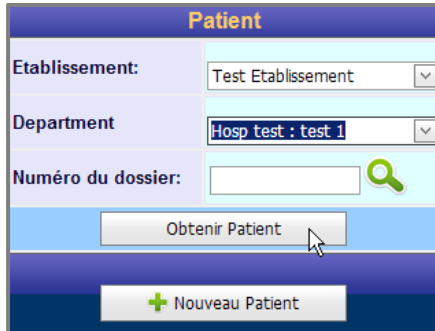 Patient
Etablissement: Test Etablissement
Department Hosp test : test 1
Numéro du dossier:
Obtenir Patient
Nouveau Patient